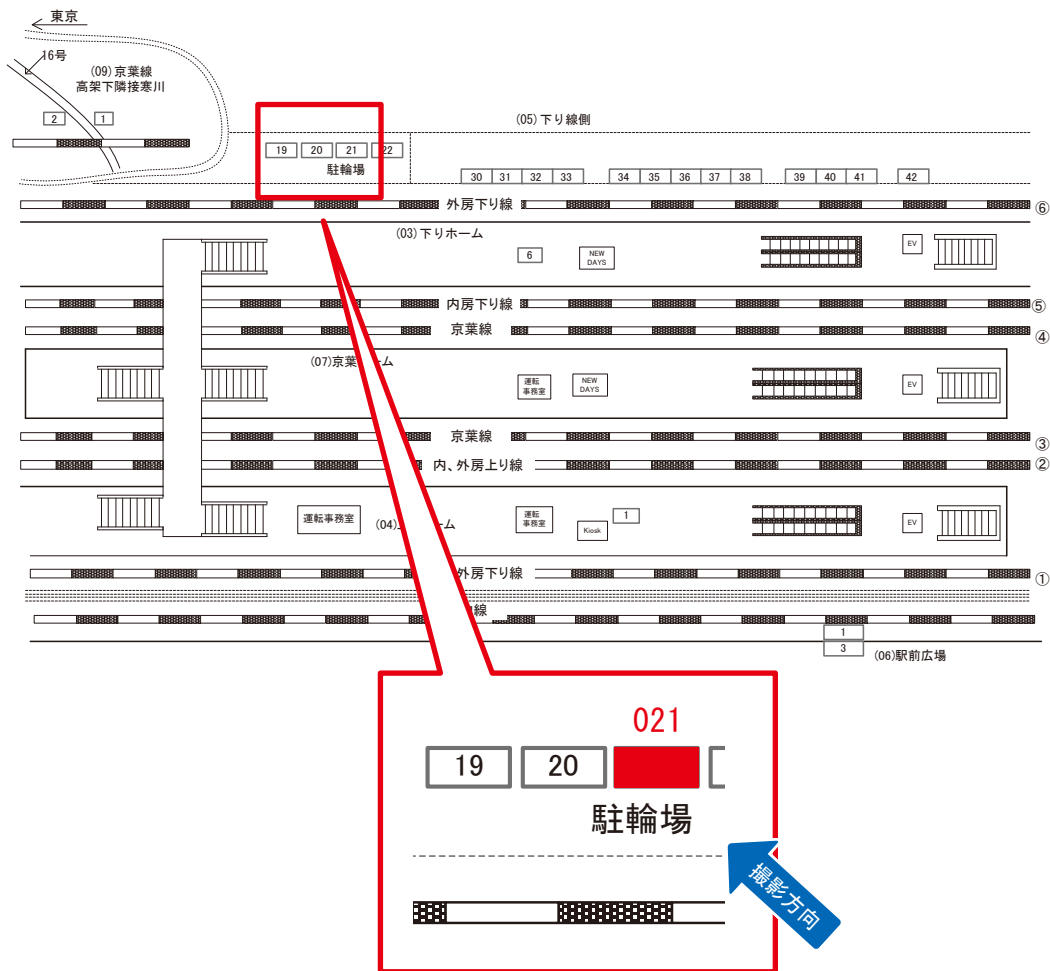 東京
16号
(09)京葉線
高架下隣接寒川
2
1
(05)下り線側
19
20
21
22
駐輪場
30
31
32
33
34
35
36
37
38
39
40
41
42
外房下り線
⑥
(03)下りホーム
6
NEW
DAYS
EV
内房下り線
⑤
京葉線
④
(07)京葉
ーム
運転
事務室
NEW
DAYS
EV
京葉線
③
内、外房上り線
②
運転事務室
(04)
ーム
運転
事務室
Kiosk
1
EV
外房下り線
①
線
1
3
(06)駅前広場
021
19
20
駐輪場
撮影方向